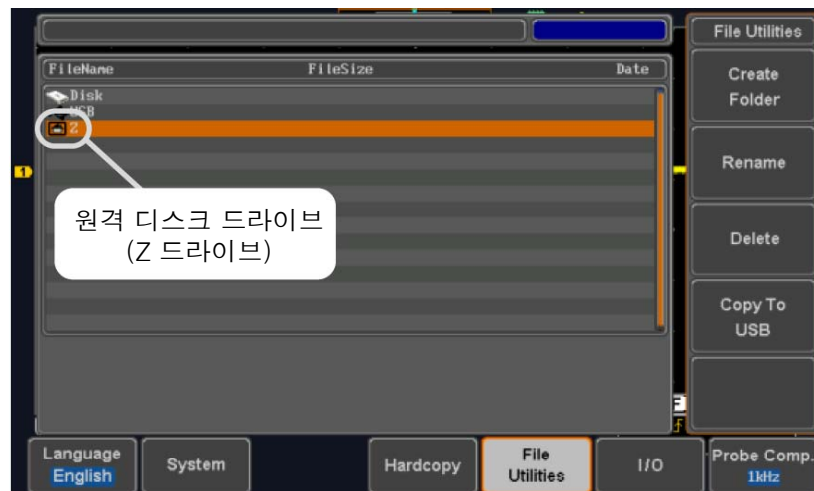 File Utilities
FileName FileSize Date
Disk
USB
Z
1
원격 디스크 드라이브
(Z 드라이브)
Create
Folder
Rename
Delete
Copy To
USB
F
Language
English
System
Hardcopy
File
Utilities
I/O
Probe Comp.
1kHz